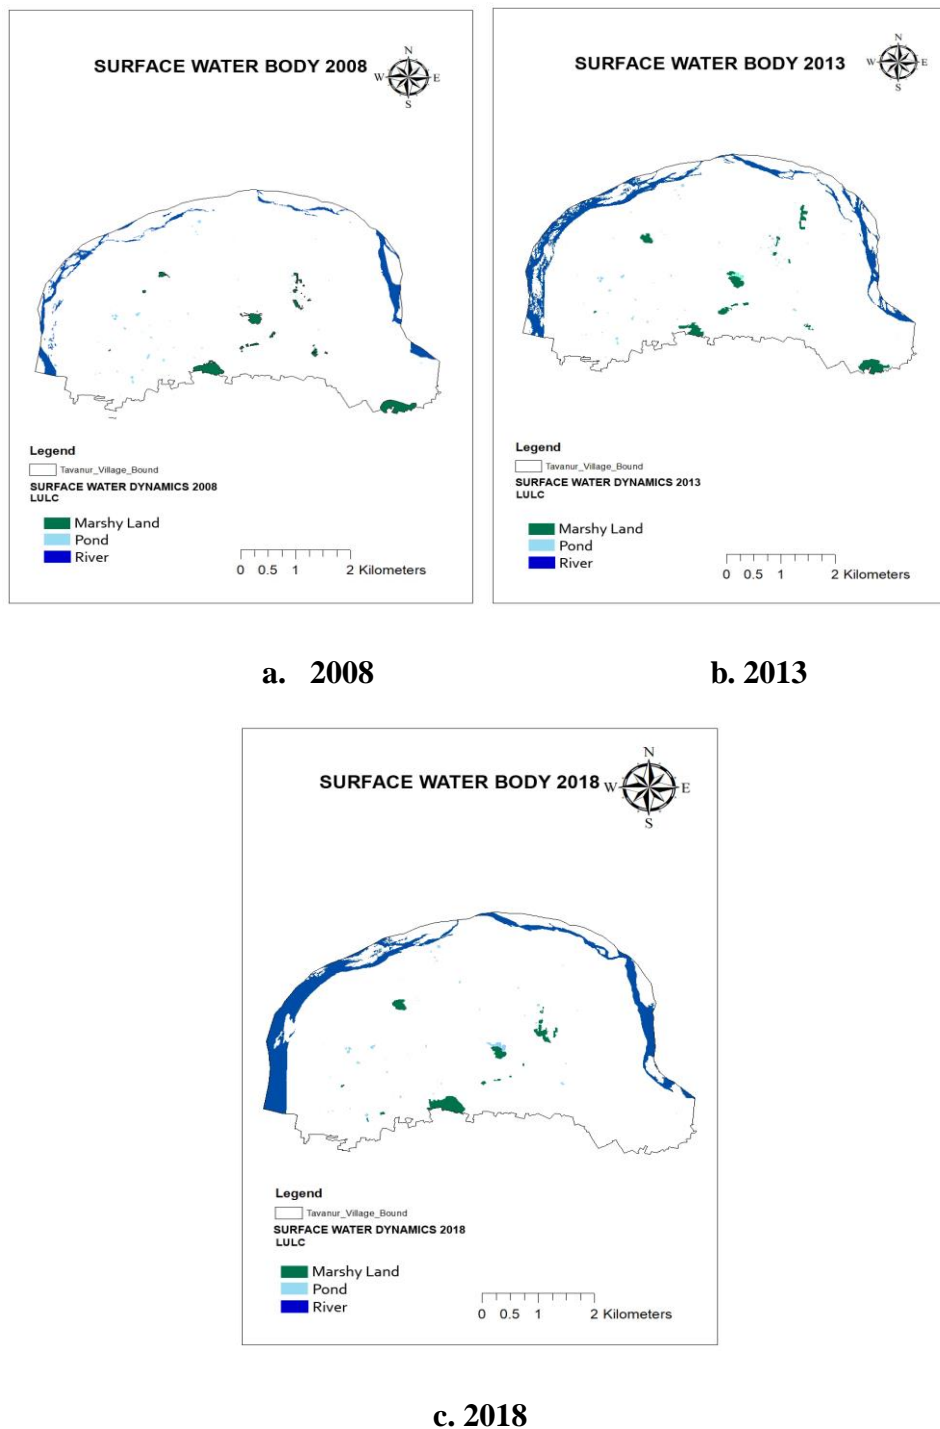 SURFACE WATER BODY 2008
N
W E
S
Legend
Tavanur_Village_Bound
SURFACE WATER DYNAMICS 2008
LULC
Marshy Land
Pond
River
0 0.5 1 2 Kilometers
SURFACE WATER BODY 2013
N
W E
S
Legend
Tavanur_Village_Bound
SURFACE WATER DYNAMICS 2013
LULC
Marshy Land
Pond
River
0 0.5 1 2 Kilometers
a. 2008
b. 2013
SURFACE WATER BODY 2018
N
W E
S
Legend
Tavanur_Village_Bound
SURFACE WATER DYNAMICS 2018
LULC
Marshy Land
Pond
River
0 0.5 1 2 Kilometers
c. 2018